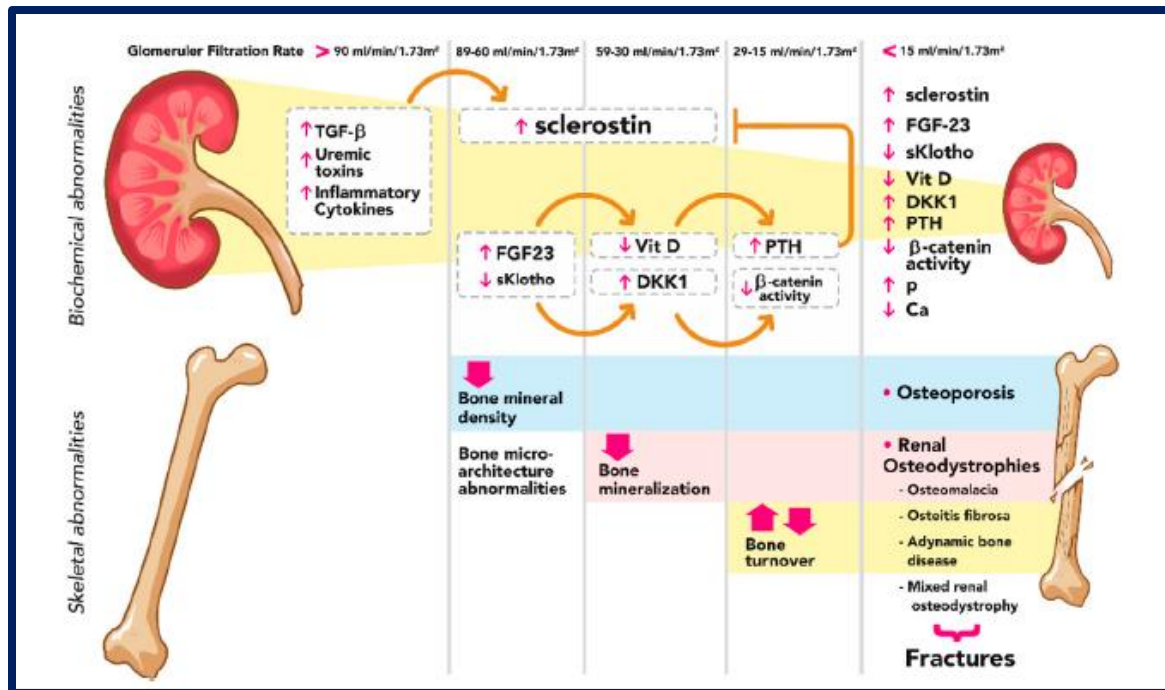 Glomeruler Filtration Rate > 90 ml/min/1.73m² 89-60 ml/min/1.73m² 59-30 ml/min/1.73m² 29-15 ml/min/1.73m² < 15 ml/min/1.73m²
Biochemical abnormalities
↑ TGF-β
↑ Uremic
toxins
↑ Inflammatory
Cytokines
↑ sclerostin
↑ FGF23
↓ sKlotho
↓ Vit D
↑ DKK1
↑ PTH
↓ β-catenin
activity
↑ sclerostin
↑ FGF-23
↓ sKlotho
↓ Vit D
↑ DKK1
↑ PTH
↓ β-catenin
activity
↑ P
↓ Ca
Skeletal abnormalities
Bone mineral
density
Bone micro-
architecture
abnormalities
Bone
mineralization
Bone
turnover
• Osteoporosis
• Renal
Osteodystrophies
- Osteomalacia
- Osteitis fibrosa
- Adynamic bone
disease
- Mixed renal
osteodystrophy
Fractures